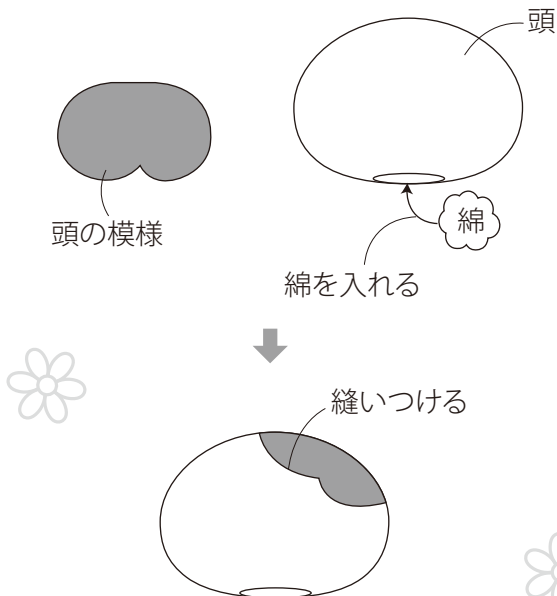 頭
頭の模様
綿
綿を入れる
縫いつける